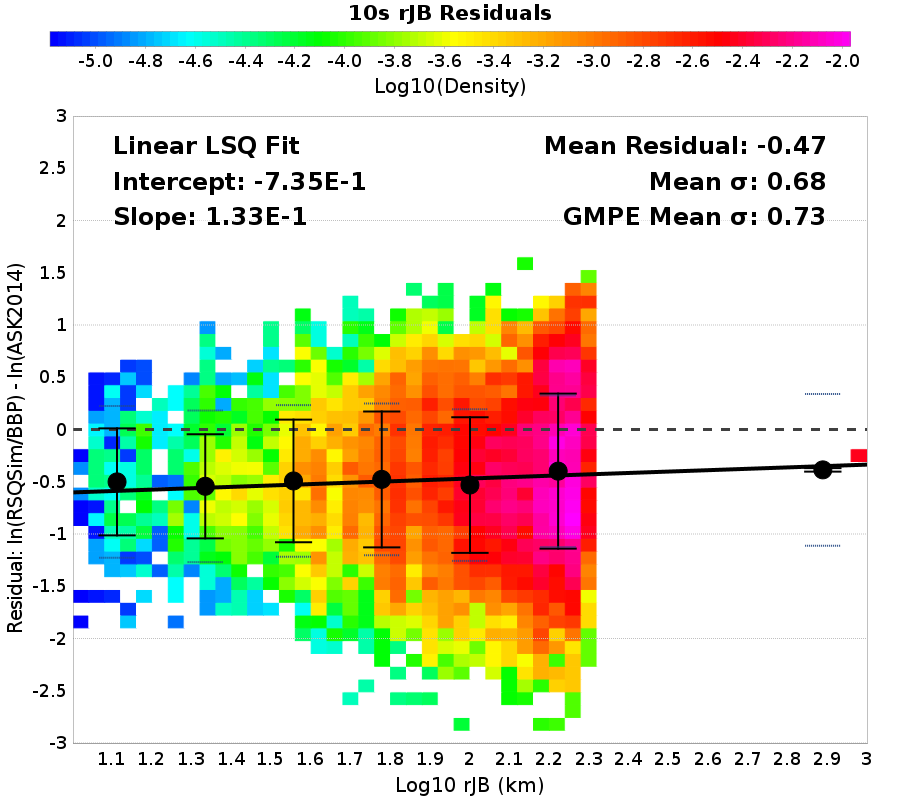 10s rJB Residuals
-5.0 -4.8 -4.6 -4.4 -4.2 -4.0 -3.8 -3.6 -3.4 -3.2 -3.0 -2.8 -2.6 -2.4 -2.2 -2.0
Log10(Density)
Linear LSQ Fit
Intercept: -7.35E-1
Slope: 1.33E-1
Mean Residual: -0.47
Mean σ: 0.68
GMPE Mean σ: 0.73
Residual: ln(RSQSim/BBP) - ln(ASK2014)
3
2.5
2
1.5
1
0.5
0
-0.5
-1
-1.5
-2
-2.5
-3
1.1 1.2 1.3 1.4 1.5 1.6 1.7 1.8 1.9 2 2.1 2.2 2.3 2.4 2.5 2.6 2.7 2.8 2.9 3
Log10 rJB (km)